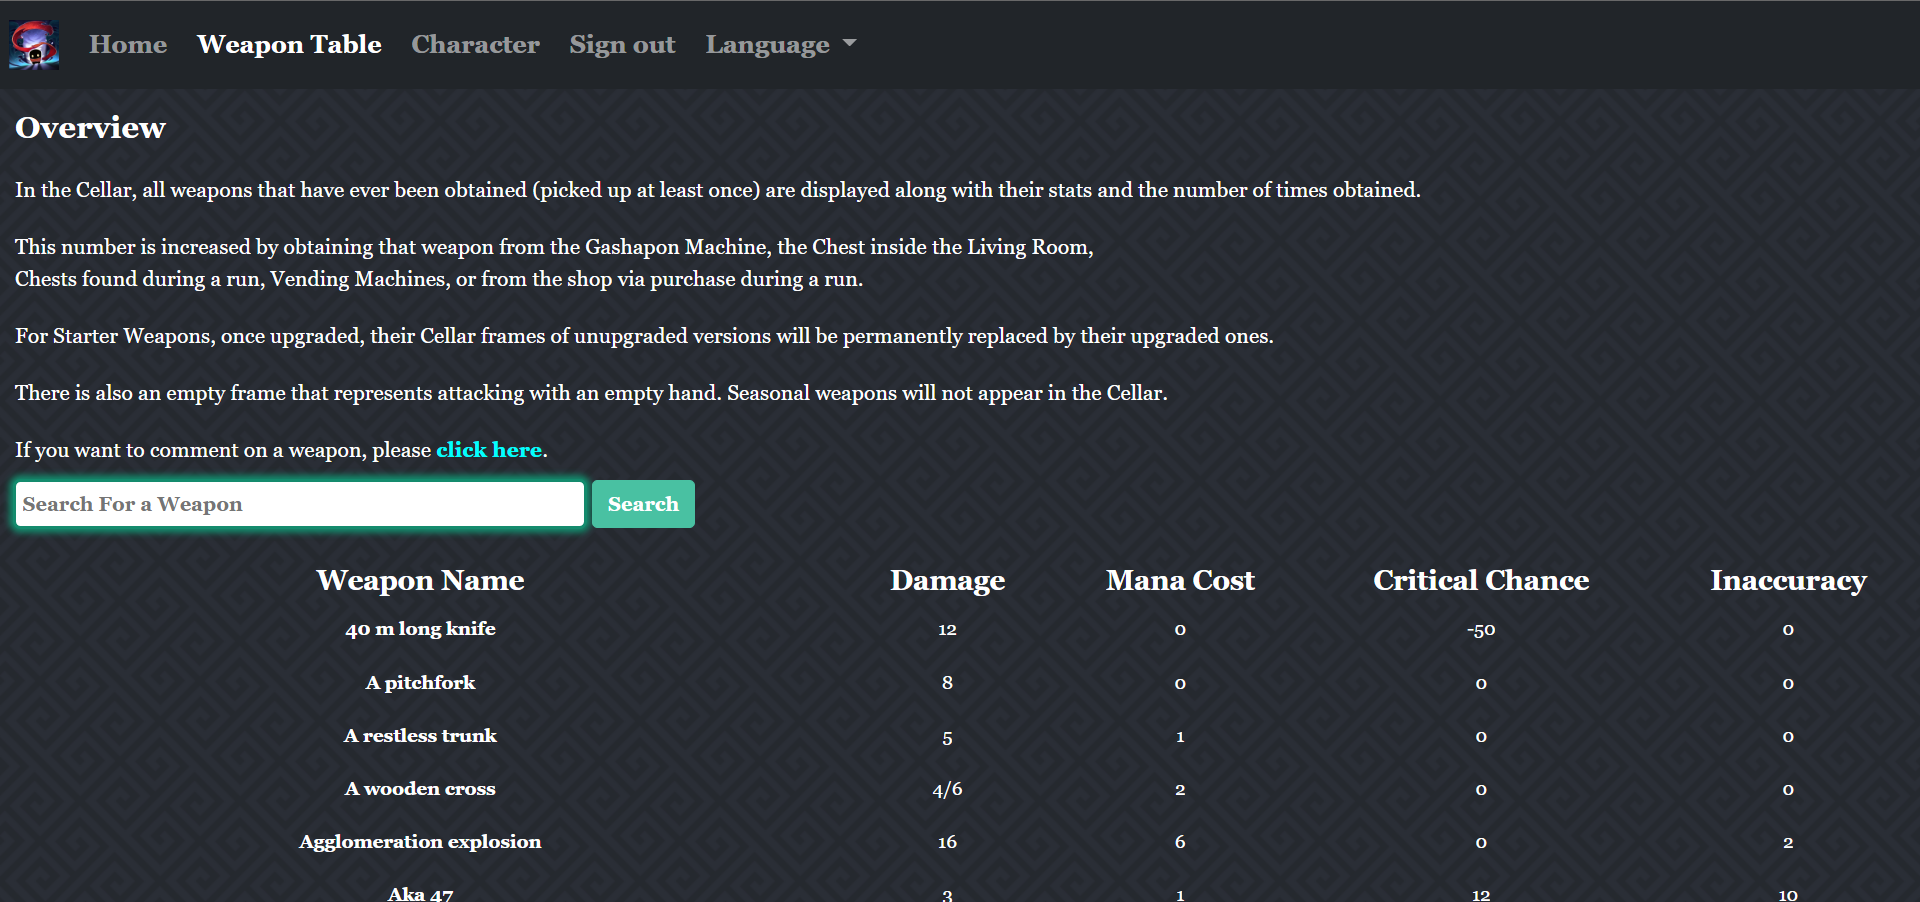 Home Weapon Table Character Sign out Language
Overview
In the Cellar, all weapons that have ever been obtained (picked up at least once) are displayed along with their stats and the number of times obtained.
This number is increased by obtaining that weapon from the Gashapon Machine, the Chest inside the Living Room,
Chests found during a run, Vending Machines, or from the shop via purchase during a run.
For Starter Weapons, once upgraded, their Cellar frames of unupgraded versions will be permanently replaced by their upgraded ones.
There is also an empty frame that represents attacking with an empty hand. Seasonal weapons will not appear in the Cellar.
If you want to comment on a weapon, please click here.
Search For a Weapon Search
Weapon Name Damage Mana Cost Critical Chance Inaccuracy
40 m long knife 12 0 -50 0
A pitchfork 8 0 0 0
A restless trunk 5 1 0 0
A wooden cross 4/6 2 0 0
Agglomeration explosion 16 6 0 2
Aka 47 3 1 12 10